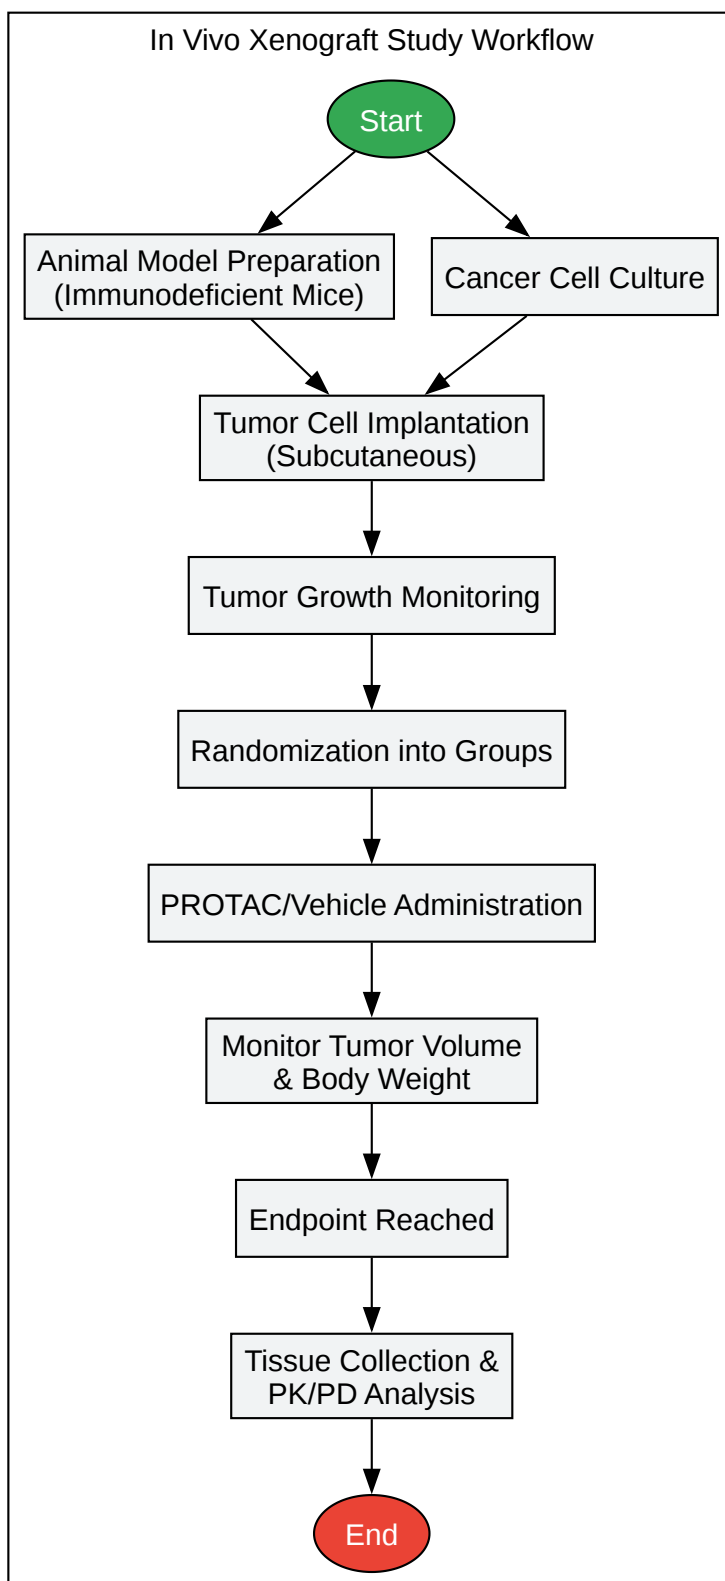 In Vivo Xenograft Study Workflow
Start
Animal Model Preparation
(Immunodeficient Mice)
Cancer Cell Culture
Tumor Cell Implantation
(Subcutaneous)
Tumor Growth Monitoring
Randomization into Groups
PROTAC/Vehicle Administration
Monitor Tumor Volume
& Body Weight
Endpoint Reached
Tissue Collection &
PK/PD Analysis
End